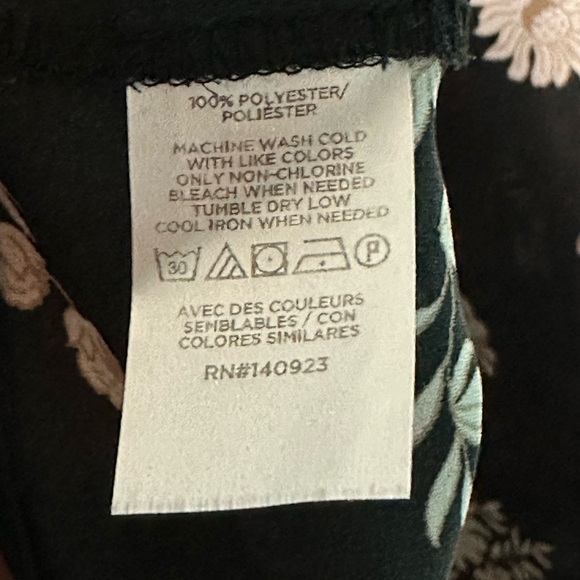 100% POLYESTER/
POLIÉSTER
MACHINE WASH COLD
WITH LIKE COLORS
ONLY NON-CHLORINE
BLEACH WHEN NEEDED
TUMBLE DRY LOW
COOL IRON WHEN NEEDED
30 P
AVEC DES COULEURS
SEMBLABLES / CON
COLORES SIMILARES
RN#140923